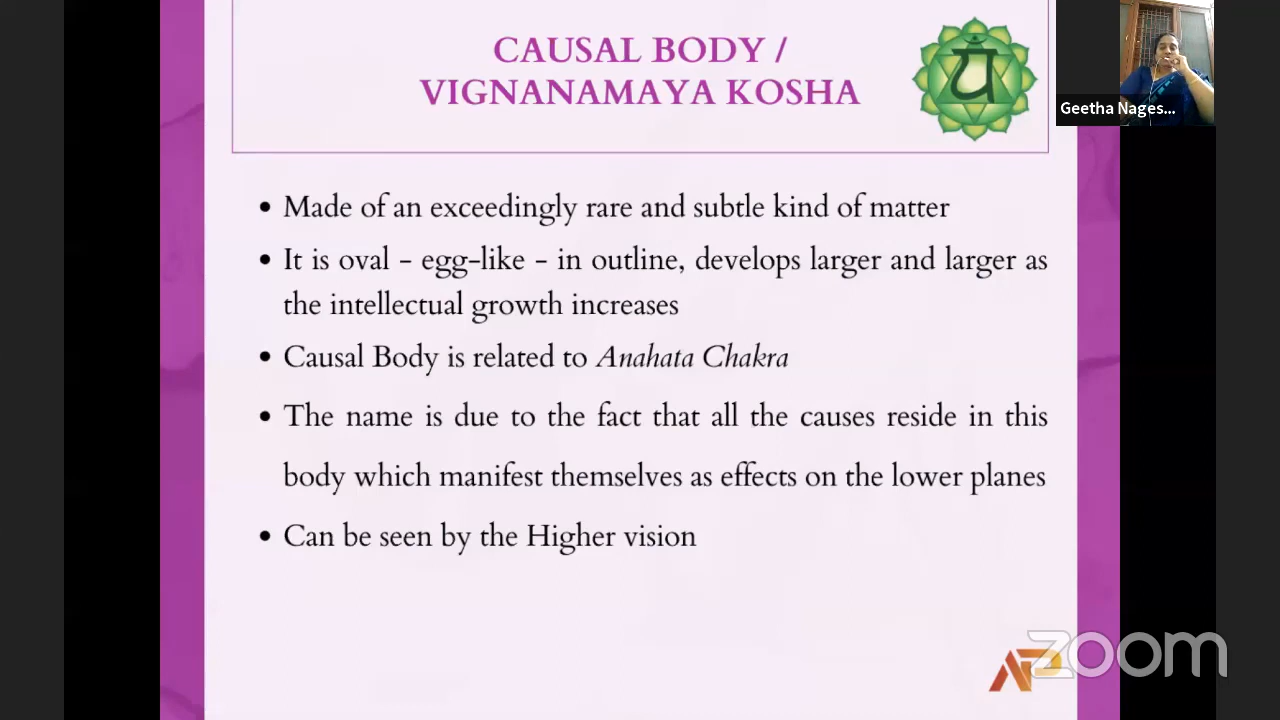 CAUSAL BODY /
VIGNANAMAYA KOSHA
य
Geetha Nages...
• Made of an exceedingly rare and subtle kind of matter
• It is oval - egg-like - in outline, develops larger and larger as
the intellectual growth increases
• Causal Body is related to Anahata Chakra
• The name is due to the fact that all the causes reside in this
body which manifest themselves as effects on the lower planes
• Can be seen by the Higher vision
zoom